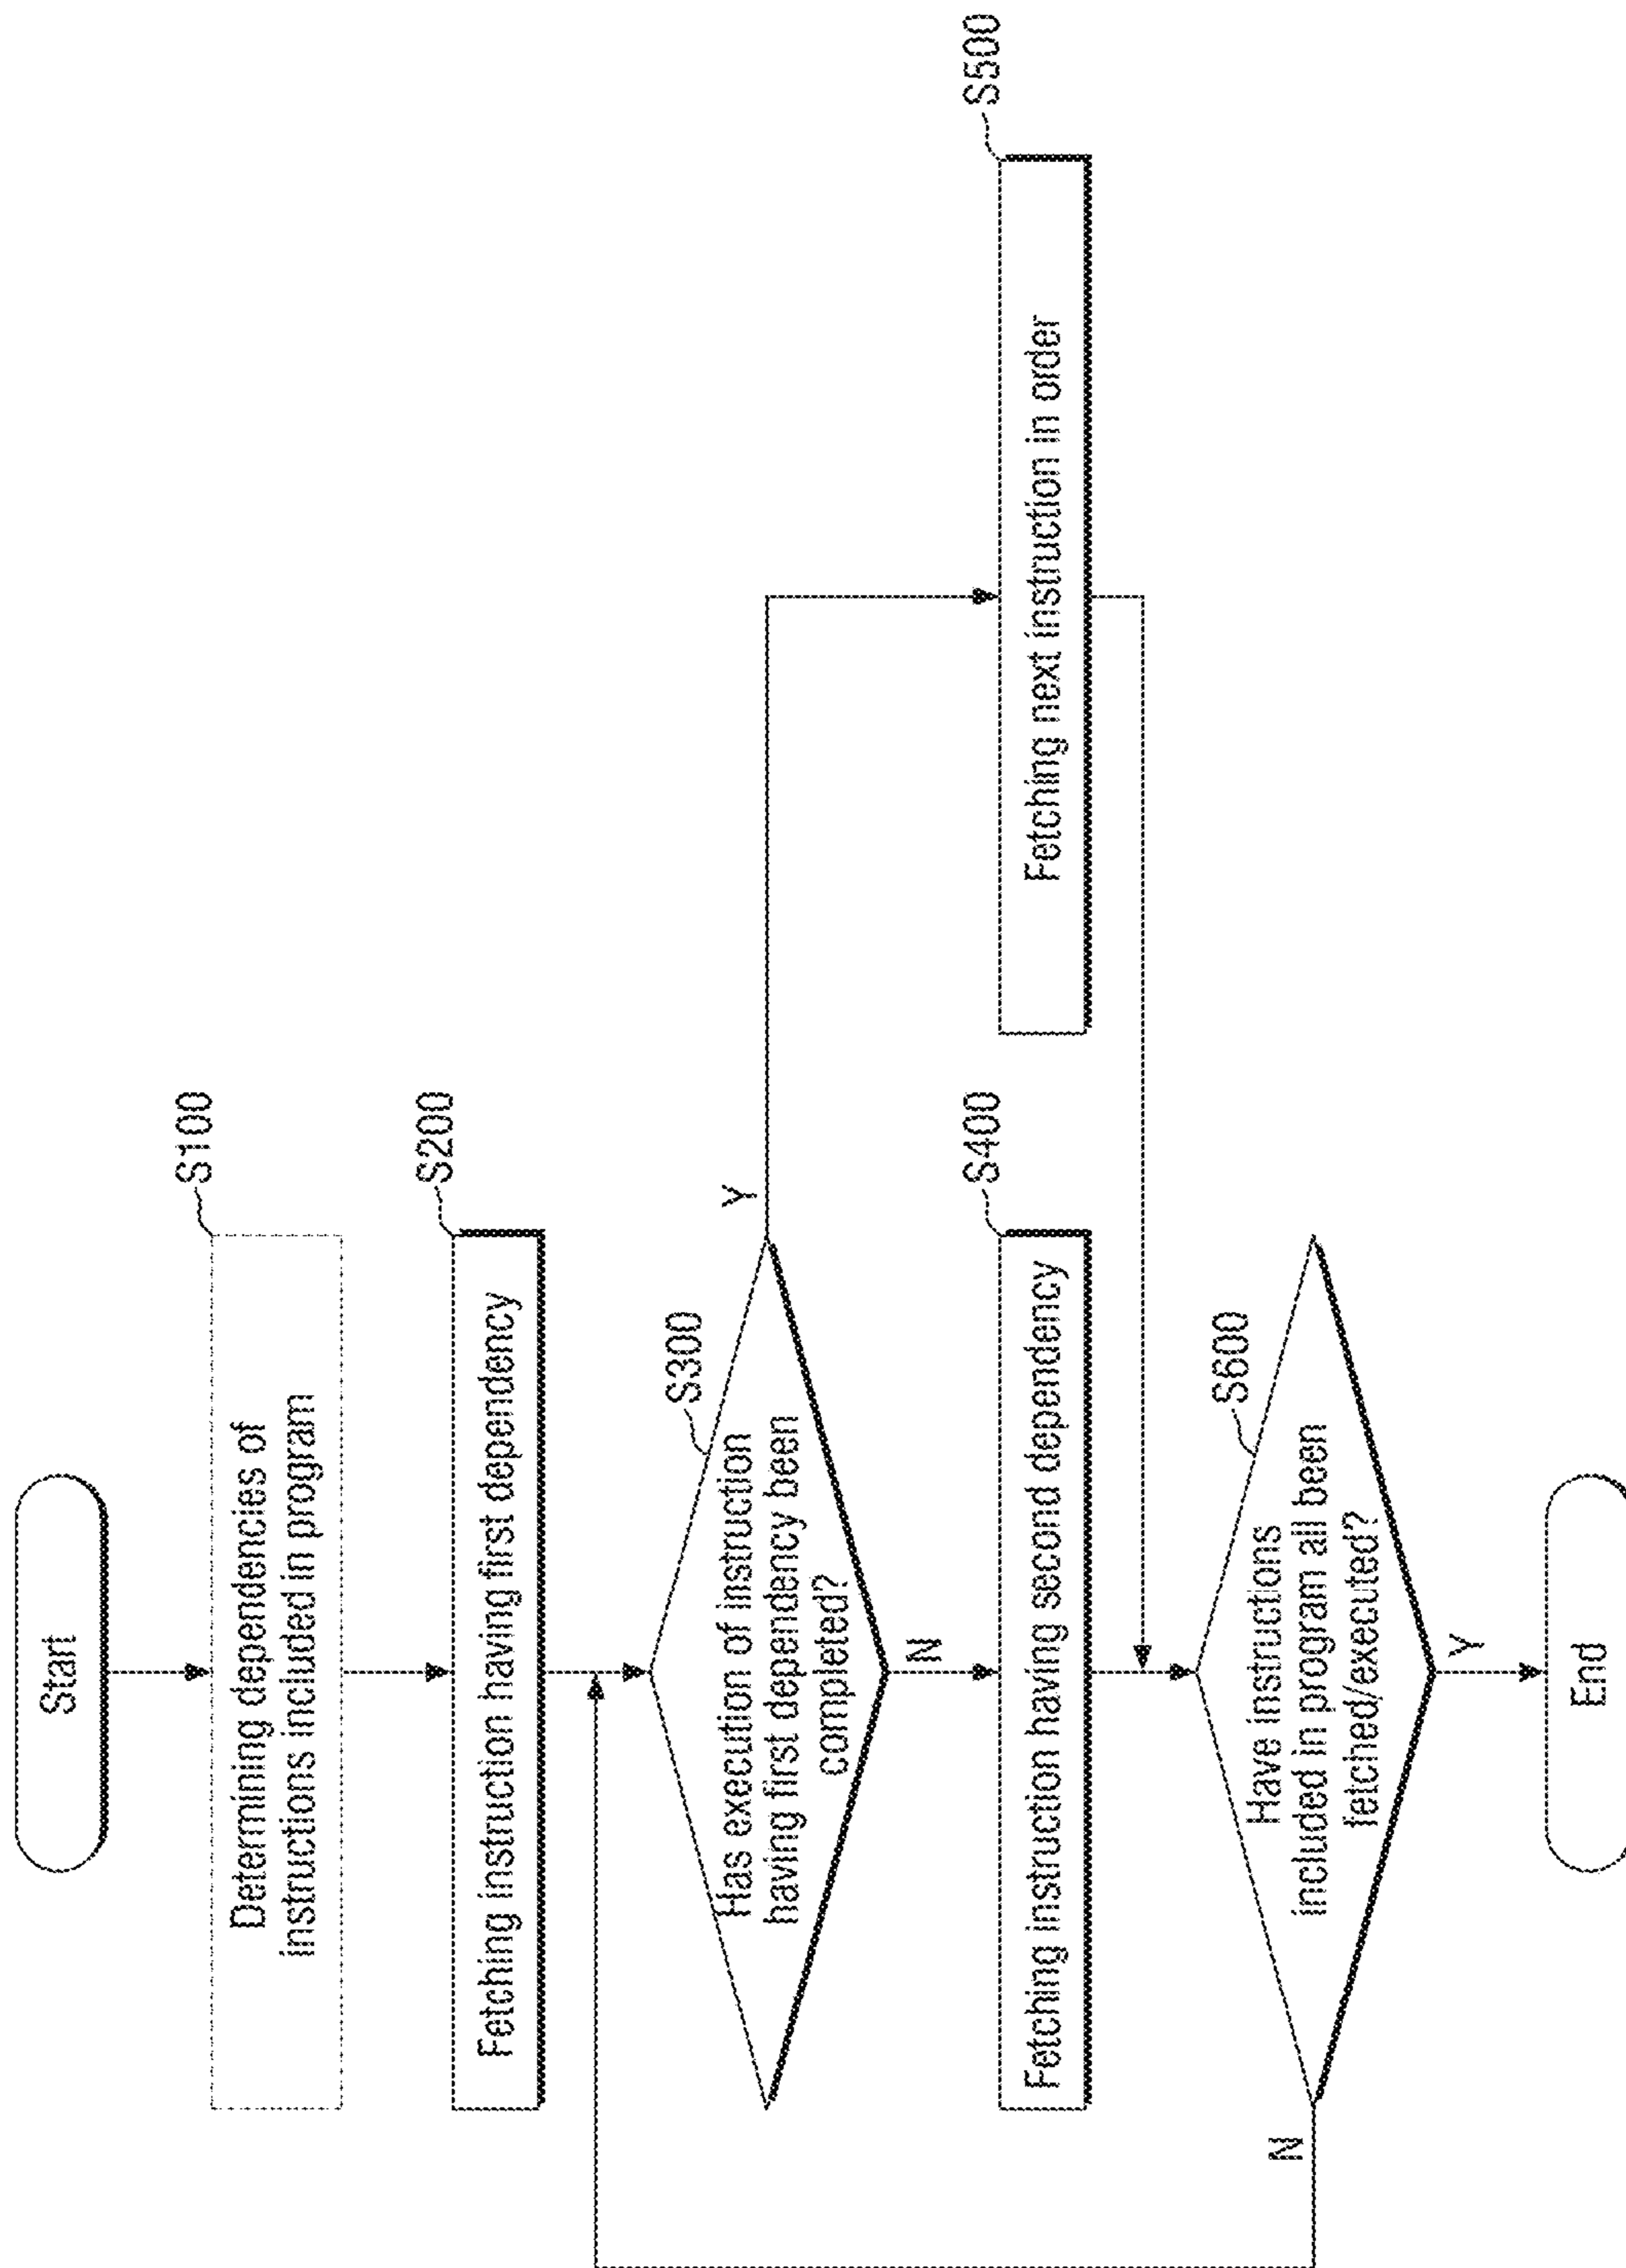 Start
S100
Determining dependencies of
instructions included in program
S200
Fetching instruction having first dependency
S300
Has execution of instruction
having first dependency been
completed?
Y
N
S400
Fetching instruction having second dependency
S500
Fetching next instruction in order
S600
Have instructions
included in program all been
fetched/executed?
N
Y
End